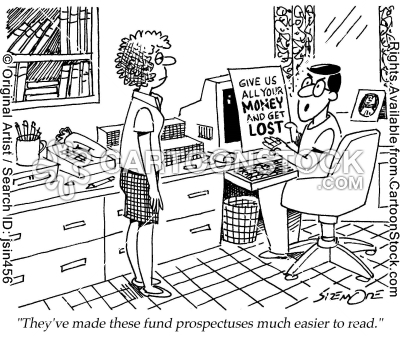 GIVE US
ALL YOUR
MONEY
AND GET
LOST
CARTOONSTOCK
.COM
SIZEMORE
"They've made these fund prospectuses much easier to read."
© Original Artist / Search ID: jsin456
Rights Available from CartoonStock.com